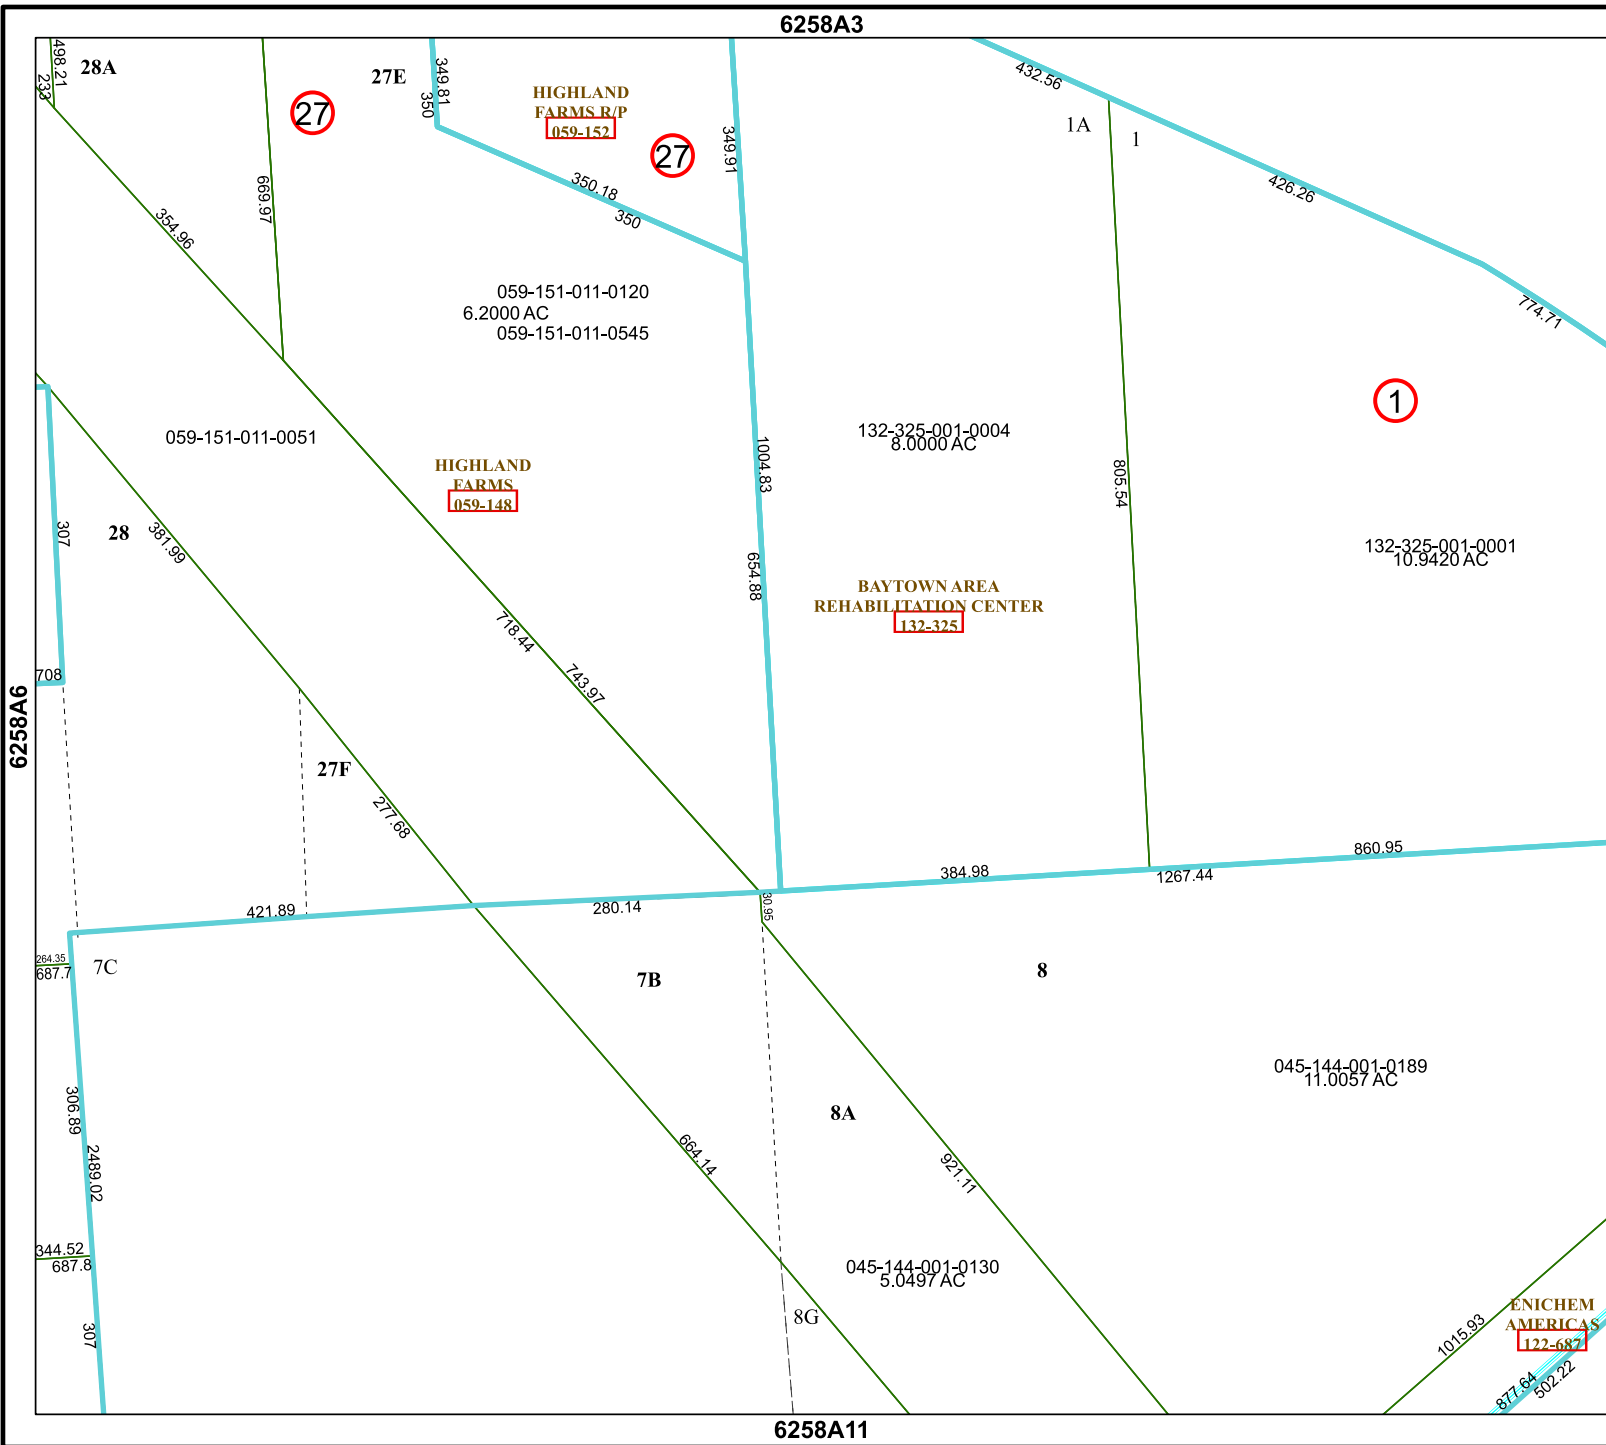 6258A3
498.21
233
28A
27
27E
349.81
350
HIGHLAND
FARMS R/P
059-152
27
349.91
432.56
1A
1
426.26
774.71
669.97
354.96
350.18
350
059-151-011-0120
6.2000 AC
059-151-011-0545
1
059-151-011-0051
HIGHLAND
FARMS
059-148
1004.83
132-325-001-0004
8.0000 AC
805.54
307
28
381.99
654.88
132-325-001-0001
10.9420 AC
BAYTOWN AREA
REHABILITATION CENTER
132-325
718.44
743.97
708
6258A6
27F
277.68
860.95
384.98
1267.44
421.89
280.14
30.95
264.35
687.7
7C
7B
8
306.89
2489.02
045-144-001-0189
11.0057 AC
8A
664.14
921.11
344.52
687.8
045-144-001-0130
5.0497 AC
307
8G
1015.93
ENICHEM
AMERICAS
122-687
877.64
502.22
6258A11